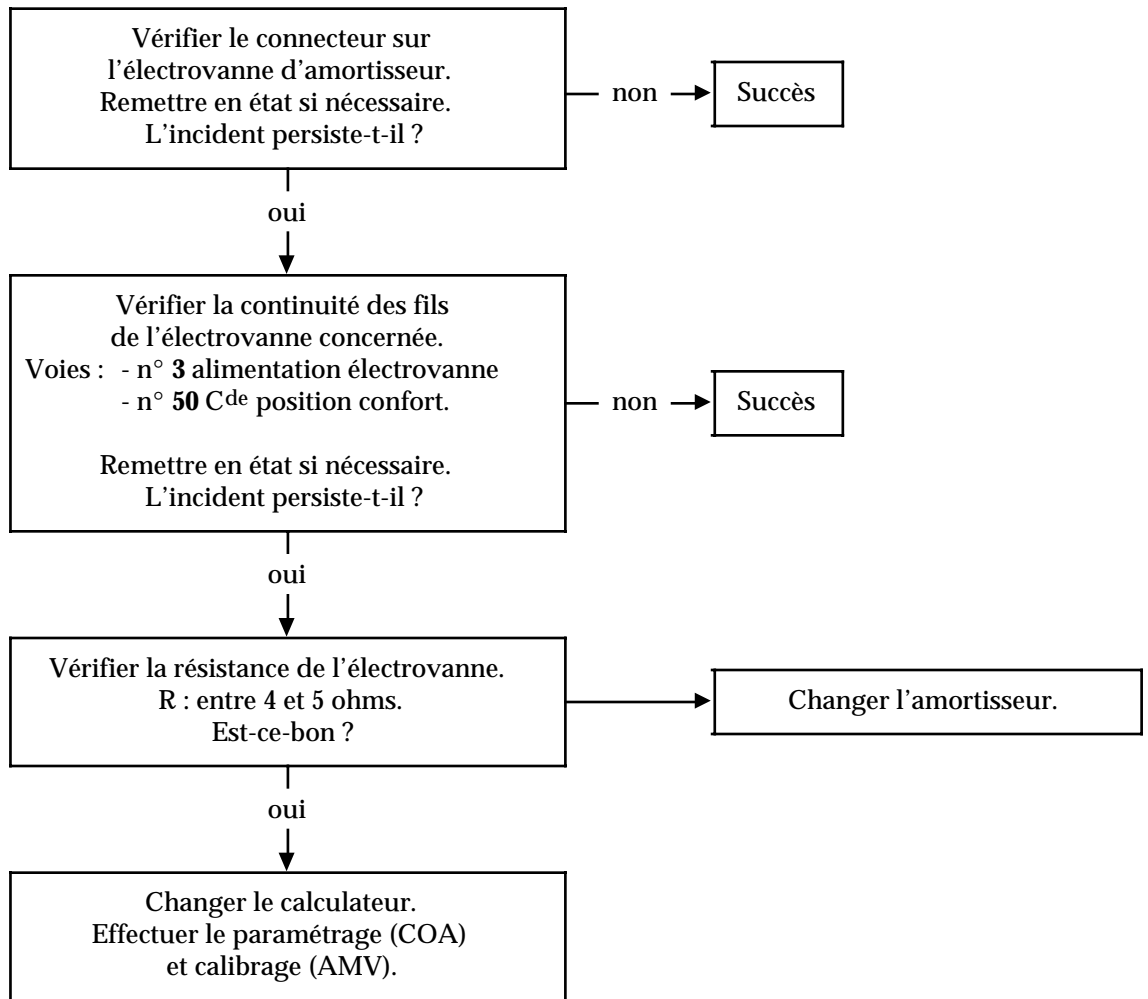 Vérifier le connecteur sur
l’électrovanne d’amortisseur.
Remettre en état si nécessaire.
L’incident persiste-t-il ?
non
Succès
oui
Vérifier la continuité des fils
de l’électrovanne concernée.
Voies : - n° 3 alimentation électrovanne
- n° 50 Cde position confort.
Remettre en état si nécessaire.
L’incident persiste-t-il ?
non
Succès
oui
Vérifier la résistance de l’électrovanne.
R : entre 4 et 5 ohms.
Est-ce-bon ?
Changer l’amortisseur.
oui
Changer le calculateur.
Effectuer le paramétrage (COA)
et calibrage (AMV).